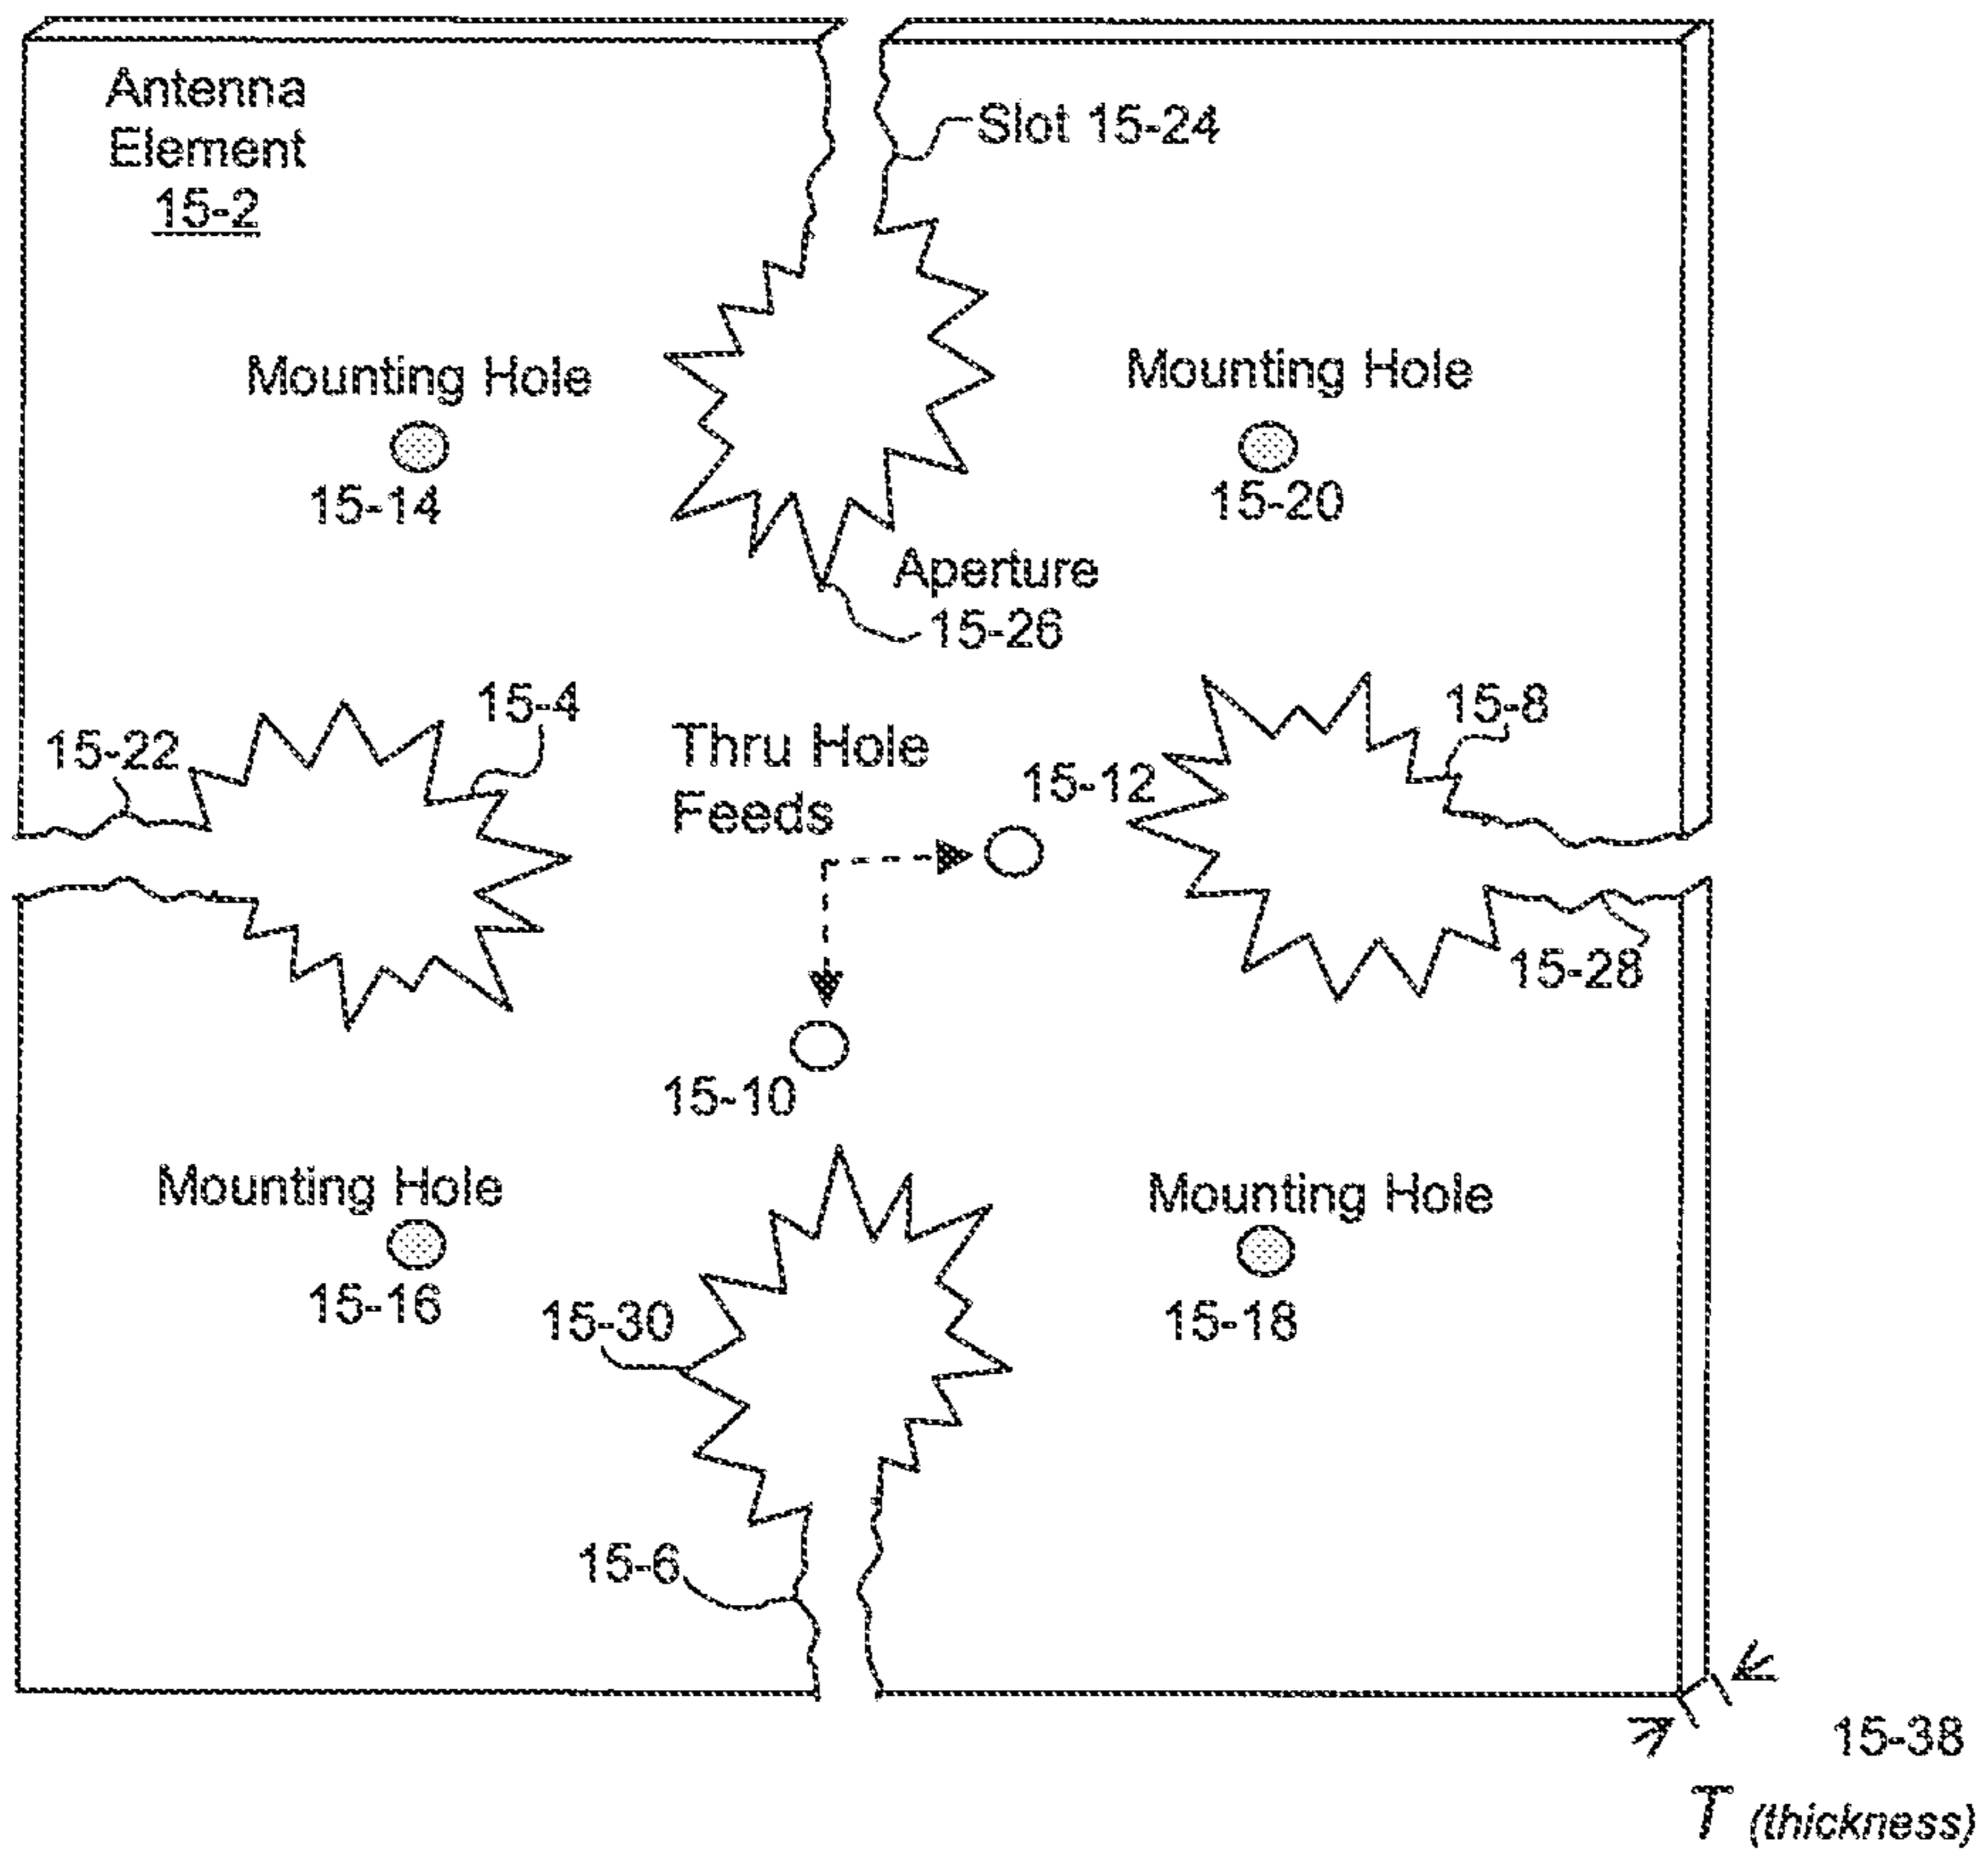 Antenna
Element
15-2
Slot 15-24
Mounting Hole
15-14
Mounting Hole
15-20
Aperture
15-26
15-22
15-4
Thru Hole
Feeds
15-12
15-8
15-28
15-10
Mounting Hole
15-16
Mounting Hole
15-18
15-30
15-6
15-38
T (thickness)